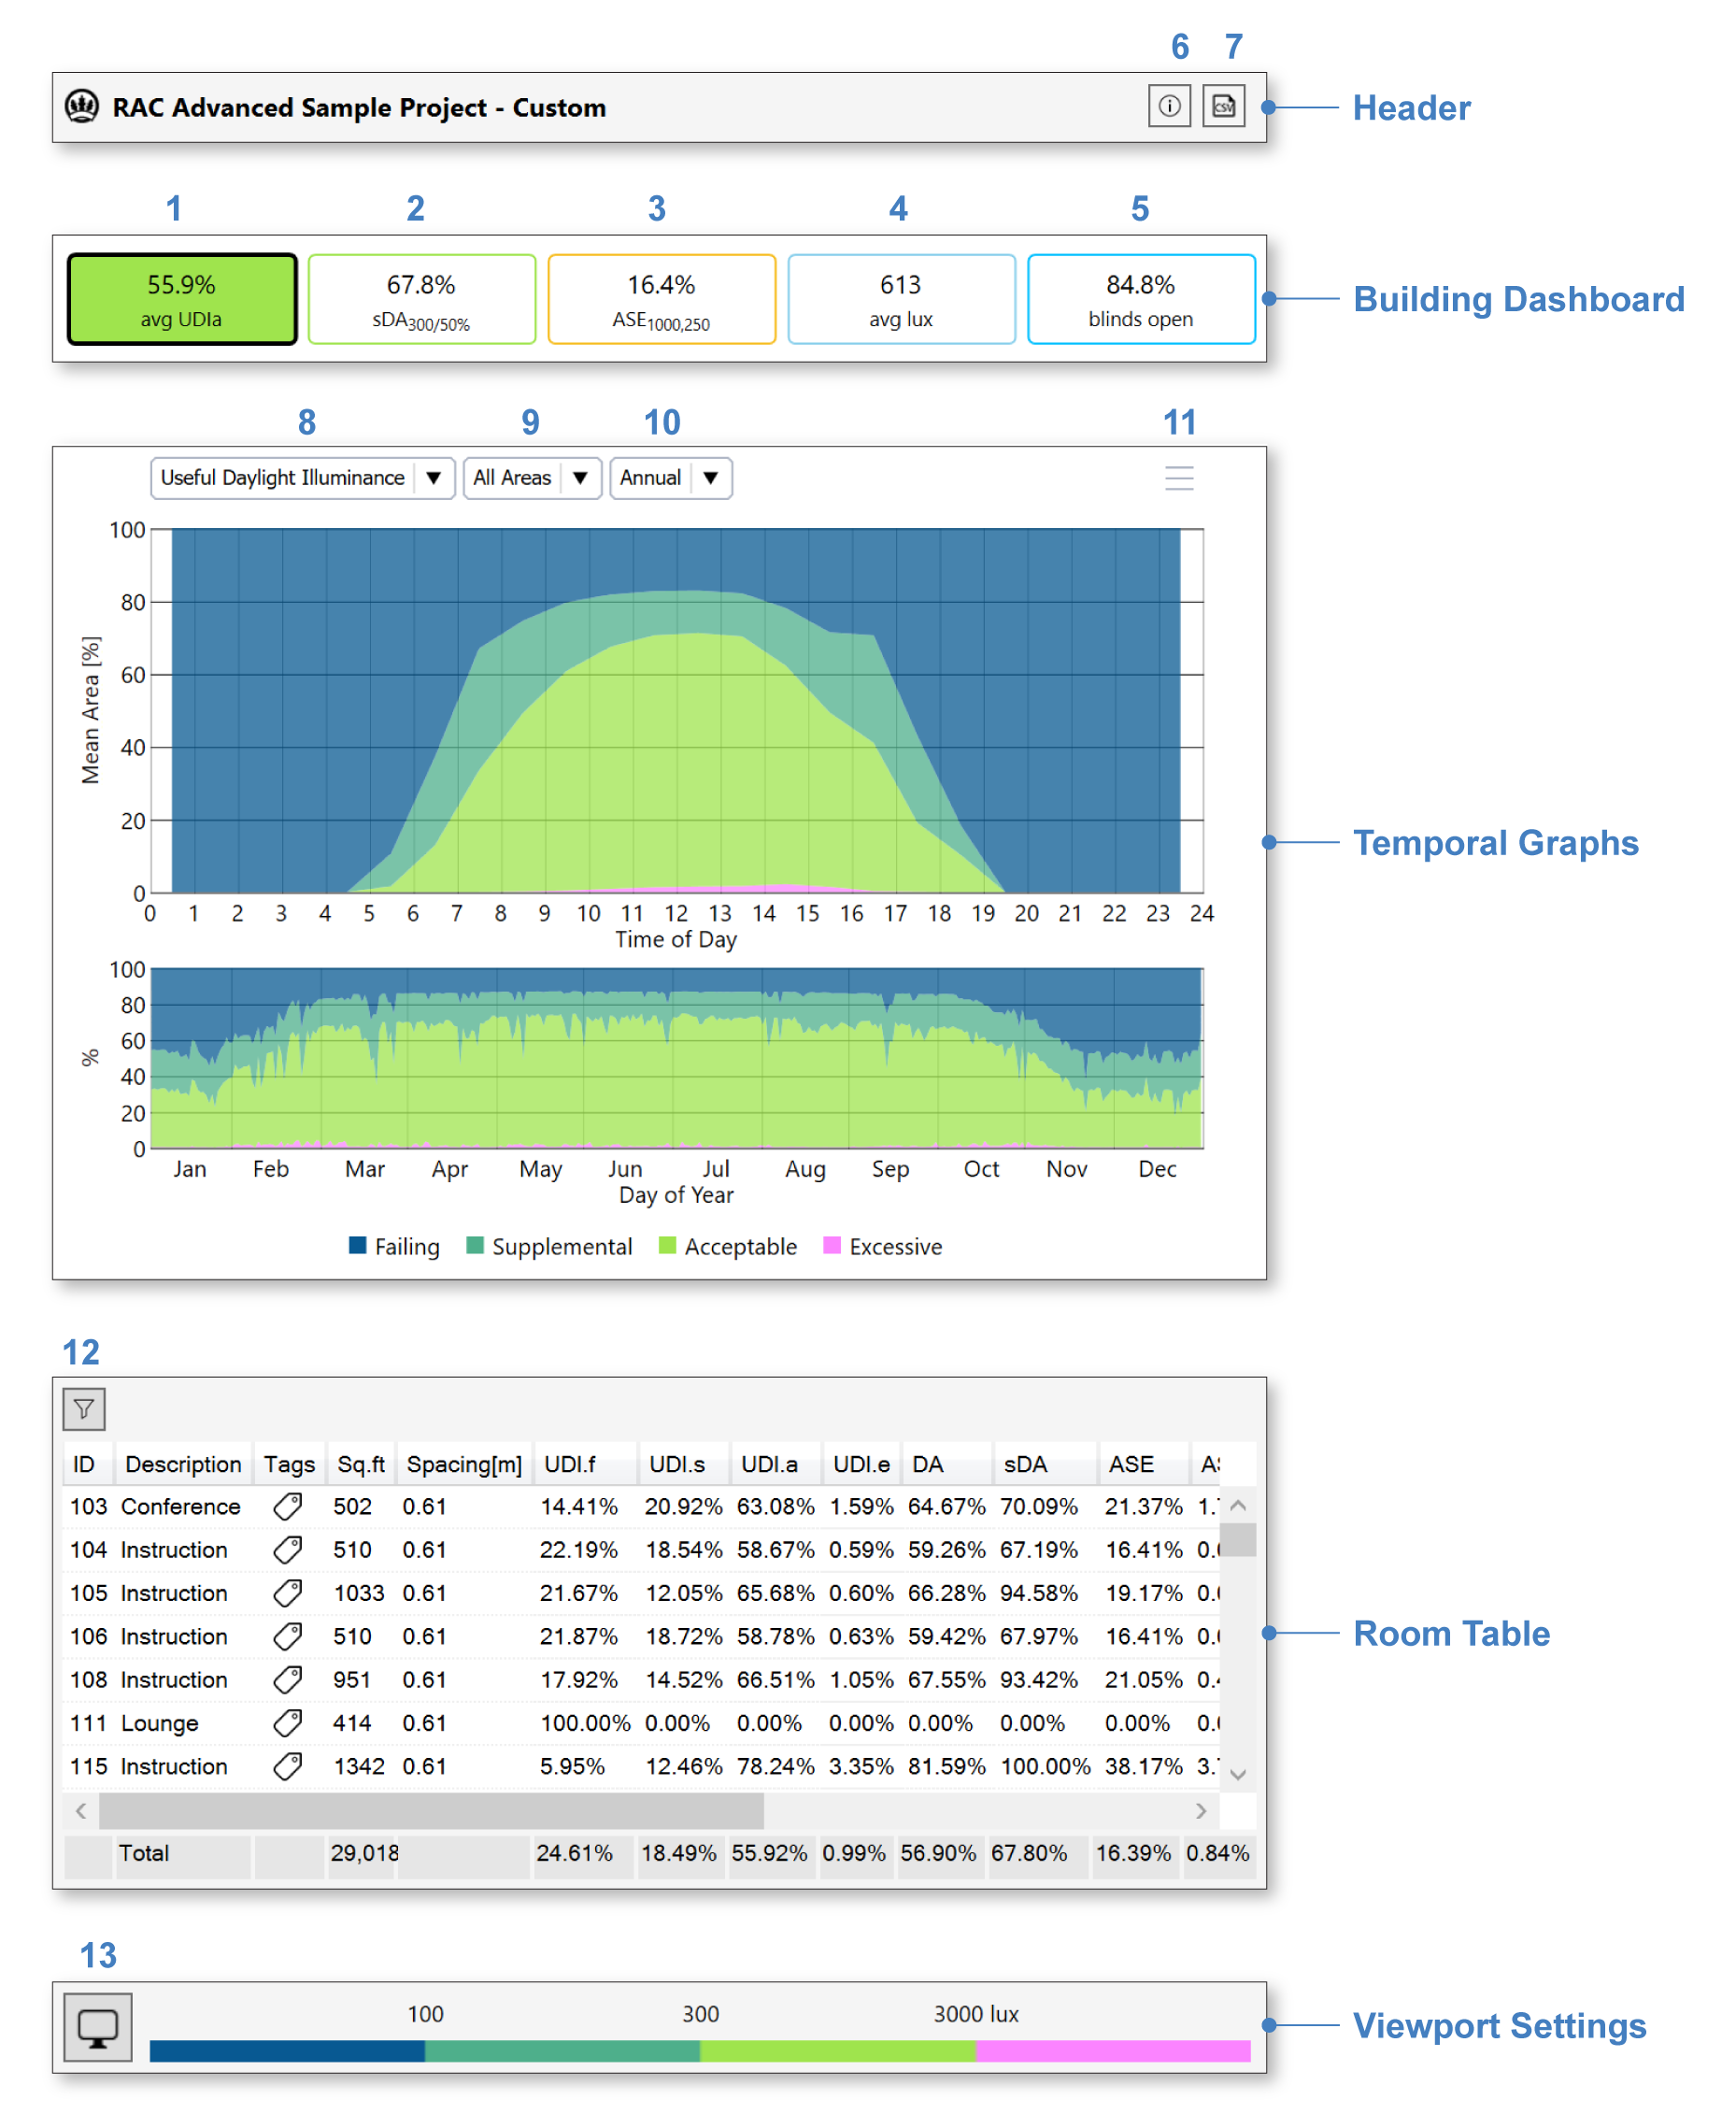 6 7
RAC Advanced Sample Project - Custom
CSV
Header
1 2 3 4 5
55.9% 67.8% 16.4% 613 84.8%
avg UDIa sDA300/50% ASE1000,250 avg lux blinds open
Building Dashboard
8 9 10 11
Useful Daylight Illuminance All Areas Annual
100
80
60
40
20
0
Mean Area [%]
0 1 2 3 4 5 6 7 8 9 10 11 12 13 14 15 16 17 18 19 20 21 22 23 24
Time of Day
Temporal Graphs
100
80
60
40
20
0
%
Jan Feb Mar Apr May Jun Jul Aug Sep Oct Nov Dec
Day of Year
Failing Supplemental Acceptable Excessive
12
ID Description Tags Sq.ft Spacing[m] UDI.f UDI.s UDI.a UDI.e DA sDA ASE
103 Conference 502 0.61 14.41% 20.92% 63.08% 1.59% 64.67% 70.09% 21.37% 1.
104 Instruction 510 0.61 22.19% 18.54% 58.67% 0.59% 59.26% 67.19% 16.41% 0.
105 Instruction 1033 0.61 21.67% 12.05% 65.68% 0.60% 66.28% 94.58% 19.17% 0.
106 Instruction 510 0.61 21.87% 18.72% 58.78% 0.63% 59.42% 67.97% 16.41% 0.
108 Instruction 951 0.61 17.92% 14.52% 66.51% 1.05% 67.55% 93.42% 21.05% 0.
111 Lounge 414 0.61 100.00% 0.00% 0.00% 0.00% 0.00% 0.00% 0.00% 0.
115 Instruction 1342 0.61 5.95% 12.46% 78.24% 3.35% 81.59% 100.00% 38.17% 3.
Total 29,018 24.61% 18.49% 55.92% 0.99% 56.90% 67.80% 16.39% 0.84%
Room Table
13
100 300 3000 lux
Viewport Settings